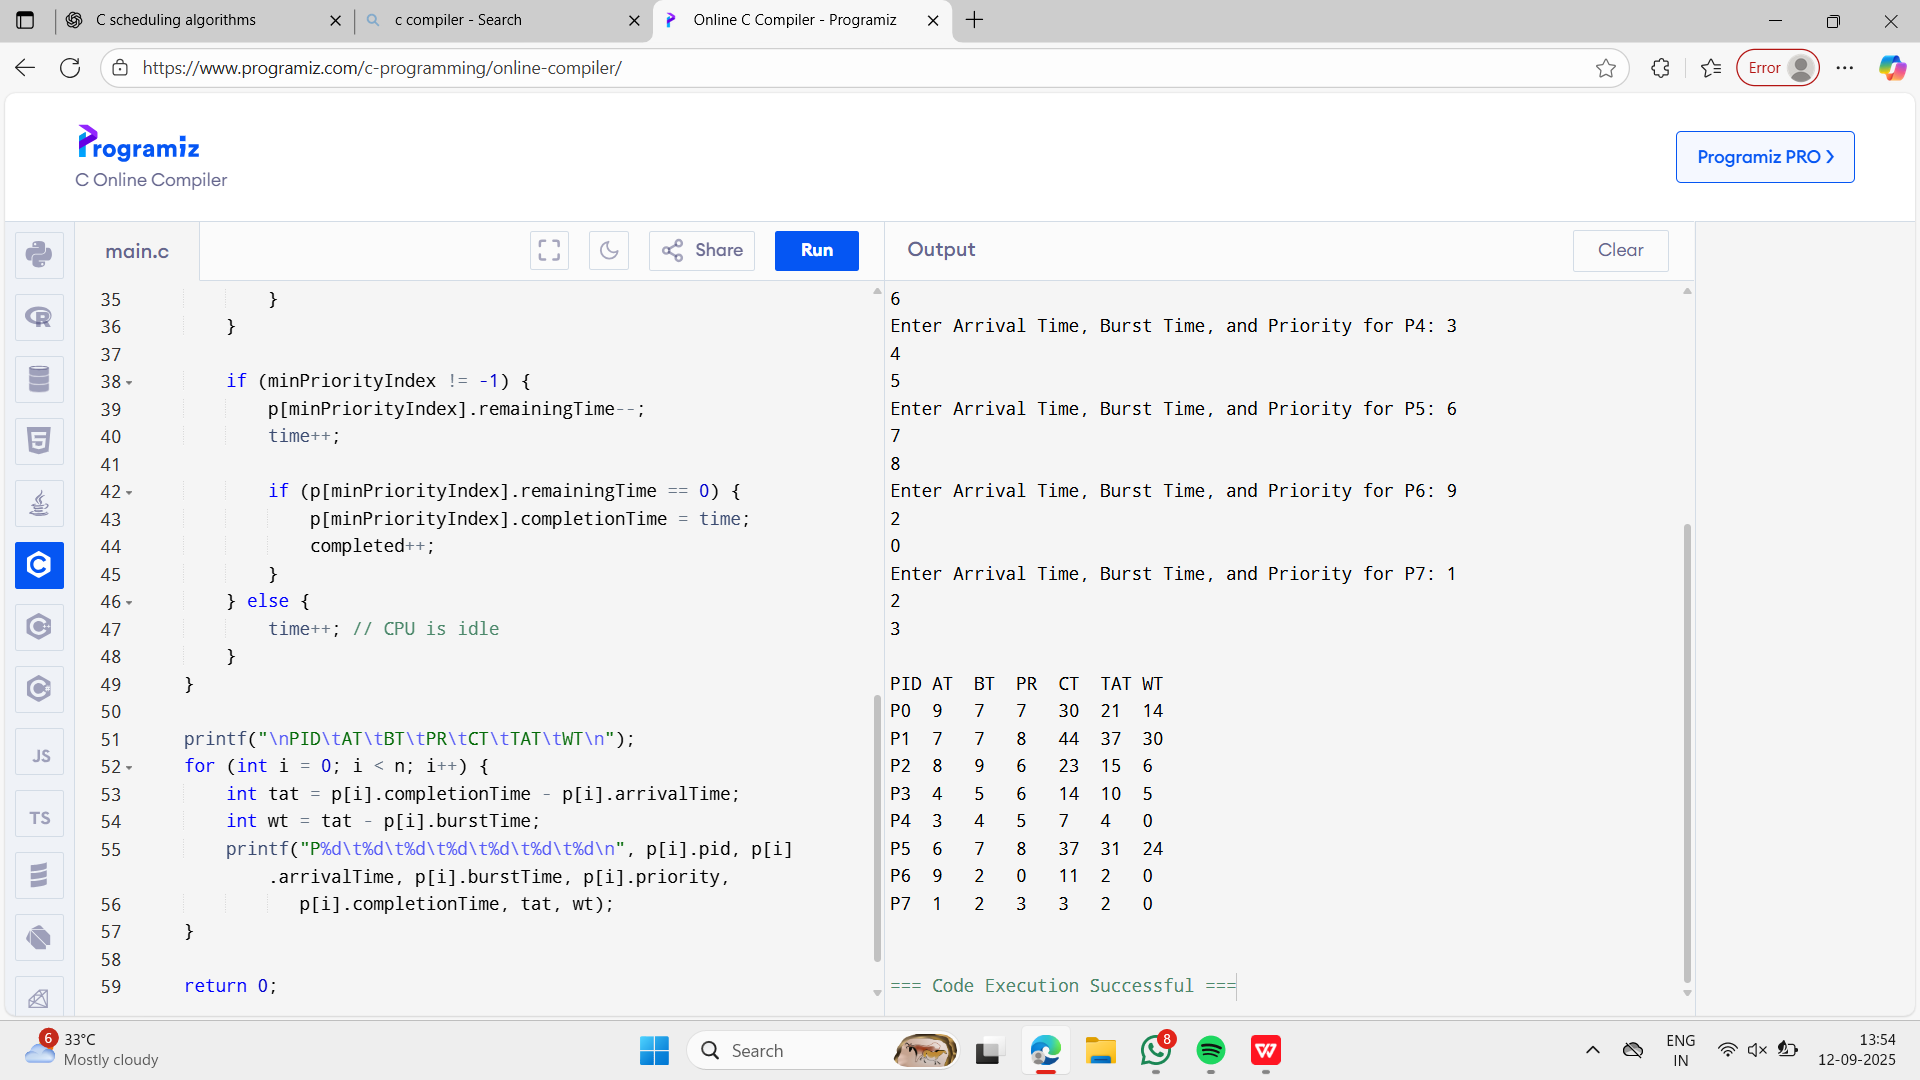 C scheduling algorithms
c compiler - Search
Online C Compiler - Programiz
https://www.programiz.com/c-programming/online-compiler/
Error
Programiz
C Online Compiler
Programiz PRO
main.c
Share
Run
Output
Clear
35 }
36 }
37
38 if (minPriorityIndex != -1) {
39 p[minPriorityIndex].remainingTime--;
40 time++;
41
42 if (p[minPriorityIndex].remainingTime == 0) {
43 p[minPriorityIndex].completionTime = time;
44 completed++;
45 }
46 } else {
47 time++; // CPU is idle
48 }
49 }
50
51 printf("\nPID\tAT\tBT\tPR\tCT\tTAT\tWT\n");
52 for (int i = 0; i < n; i++) {
53 int tat = p[i].completionTime - p[i].arrivalTime;
54 int wt = tat - p[i].burstTime;
55 printf("P%d\t%d\t%d\t%d\t%d\t%d\t%d\n", p[i].pid, p[i]
.arrivalTime, p[i].burstTime, p[i].priority,
56 p[i].completionTime, tat, wt);
57 }
58
59 return 0;
6
Enter Arrival Time, Burst Time, and Priority for P4: 3
4
5
Enter Arrival Time, Burst Time, and Priority for P5: 6
7
8
Enter Arrival Time, Burst Time, and Priority for P6: 9
2
0
Enter Arrival Time, Burst Time, and Priority for P7: 1
2
3
PID AT BT PR CT TAT WT
P0 9 7 7 30 21 14
P1 7 7 8 44 37 30
P2 8 9 6 23 15 6
P3 4 5 6 14 10 5
P4 3 4 5 7 4 0
P5 6 7 8 37 31 24
P6 9 2 0 11 2 0
P7 1 2 3 3 2 0
=== Code Execution Successful ===
JS
TS
6
33°C
Mostly cloudy
Search
8
ENG
IN
13:54
12-09-2025